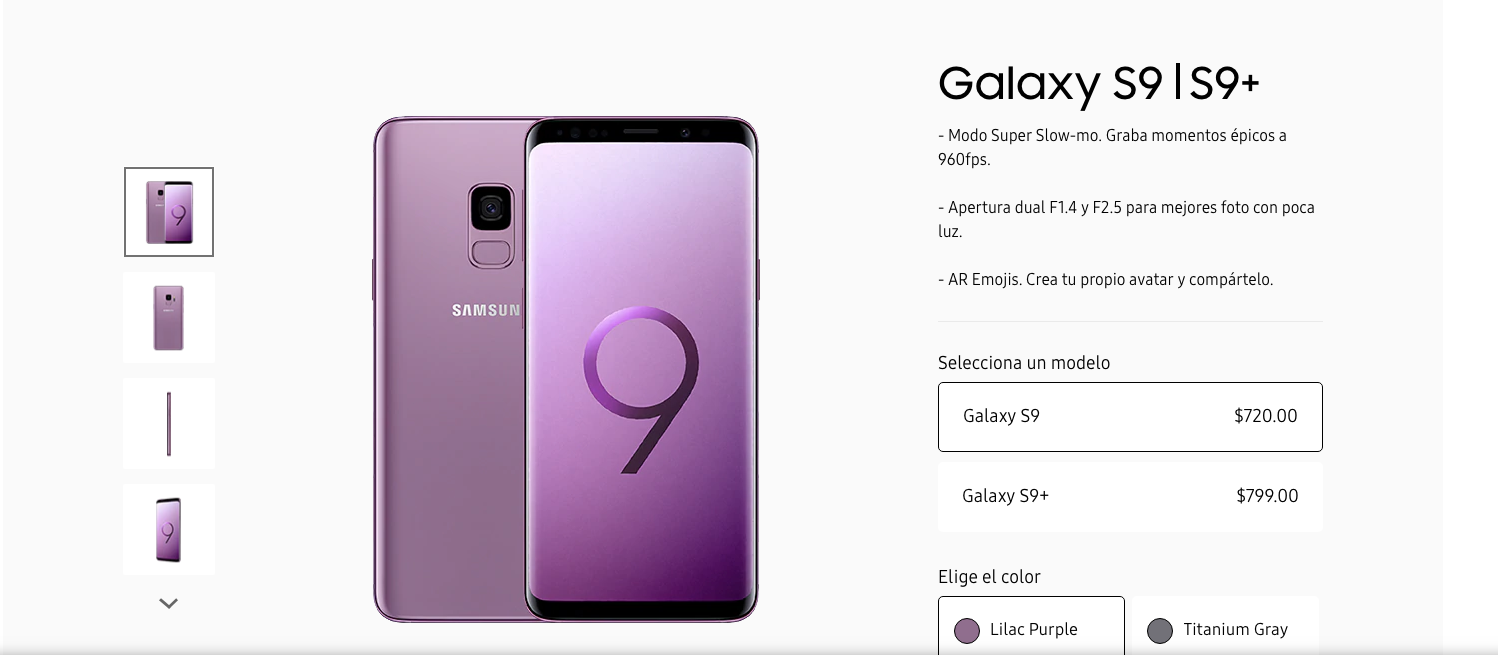 Galaxy S9 | S9+
- Modo Super Slow-mo. Graba momentos épicos a
960fps.
- Apertura dual F1.4 y F2.5 para mejores foto con poca
luz.
- AR Emojis. Crea tu propio avatar y compártelo.
SAMSUN
9
Selecciona un modelo
Galaxy S9 $720.00
Galaxy S9+ $799.00
Elige el color
Lilac Purple Titanium Gray